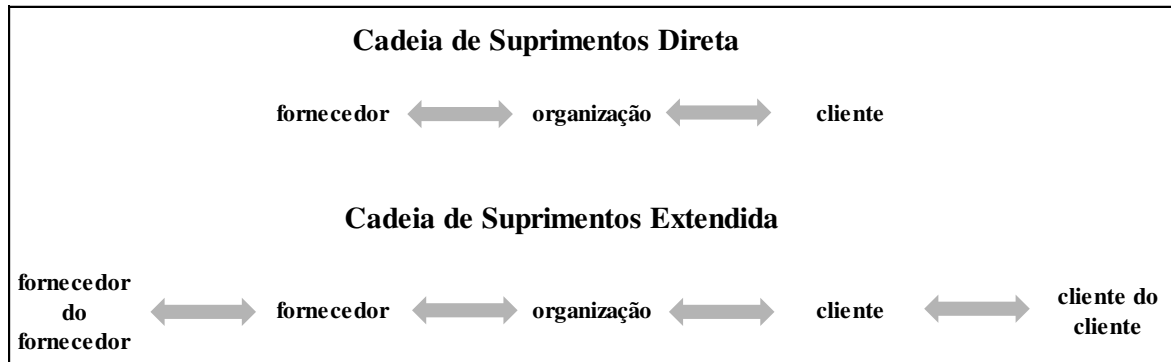 Cadeia de Suprimentos Direta
fornecedor organização cliente
Cadeia de Suprimentos Extendida
fornecedor
do
fornecedor
fornecedor organização cliente
cliente do
cliente